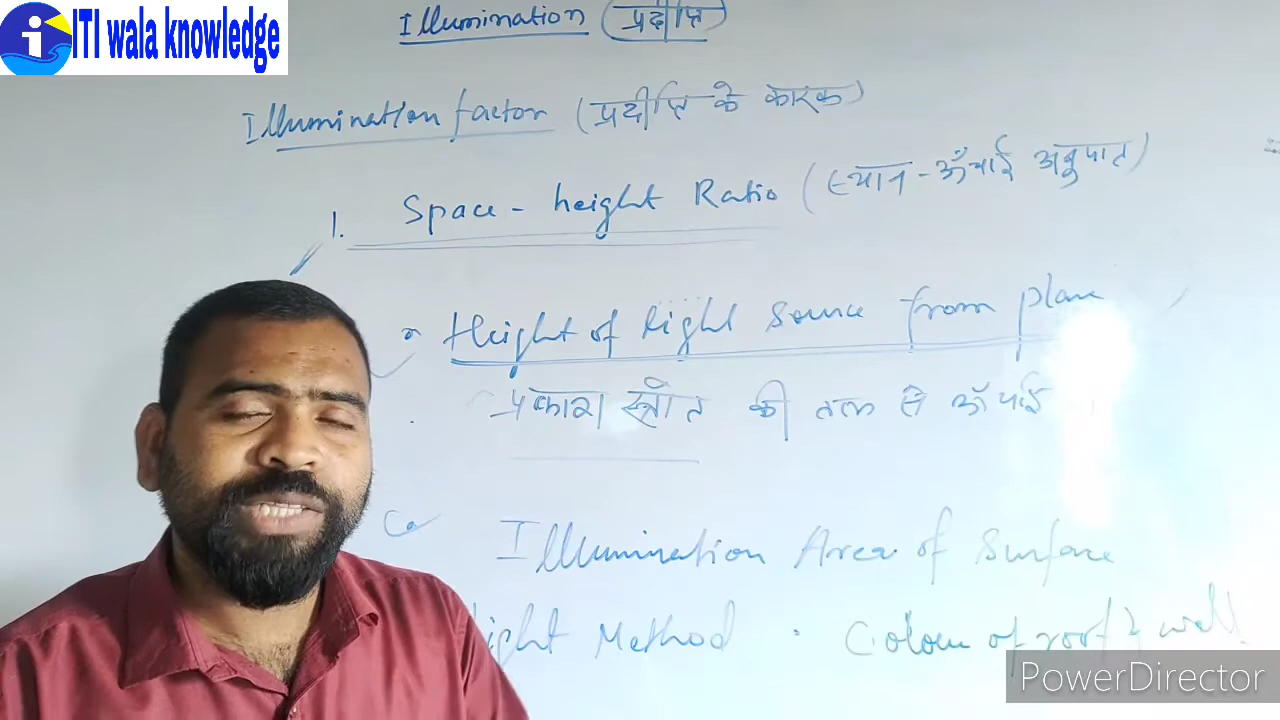 ITI wala knowledge
Illumination (प्रदीप्ति)
Illumination factor (प्रदीप्ति के कारक)
1. Space - height Ratio (स्थान - ऊँचाई अनुपात)
Height of light Source from plane
प्रकाश स्त्रोत की तल से ऊँचाई
Illumination Area of Surface
ight Method • Colour of roof & wall
PowerDirector